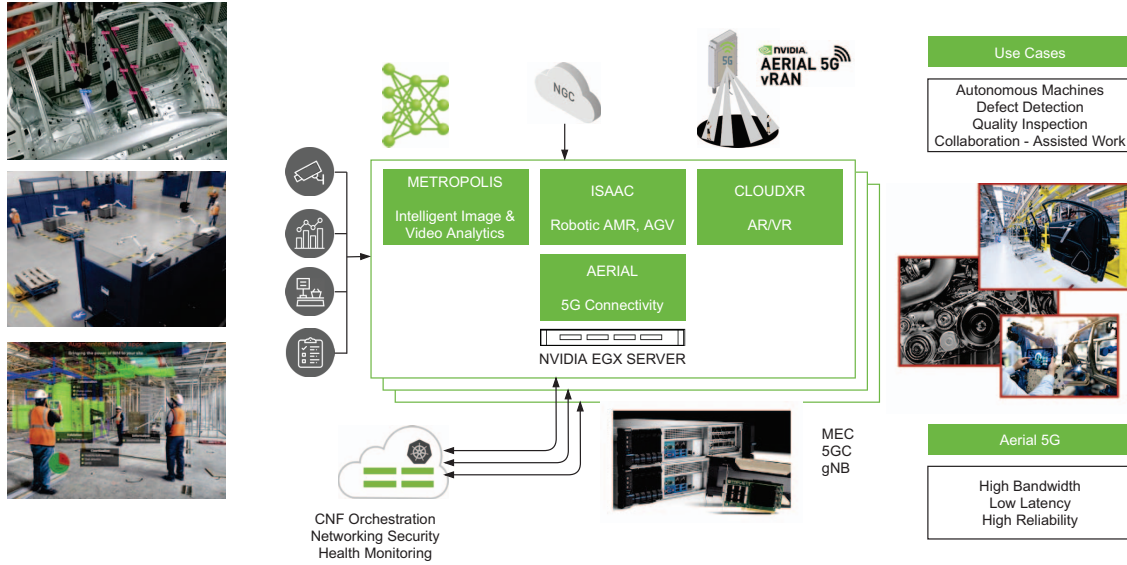 NGC
5G
NVIDIA.
AERIAL 5G
vRAN
METROPOLIS
Intelligent Image &
Video Analytics
ISAAC
Robotic AMR, AGV
CLOUDXR
AR/VR
AERIAL
5G Connectivity
NVIDIA EGX SERVER
CNF Orchestration
Networking Security
Health Monitoring
MEC
5GC
gNB
Use Cases
Autonomous Machines
Defect Detection
Quality Inspection
Collaboration - Assisted Work
Aerial 5G
High Bandwidth
Low Latency
High Reliability